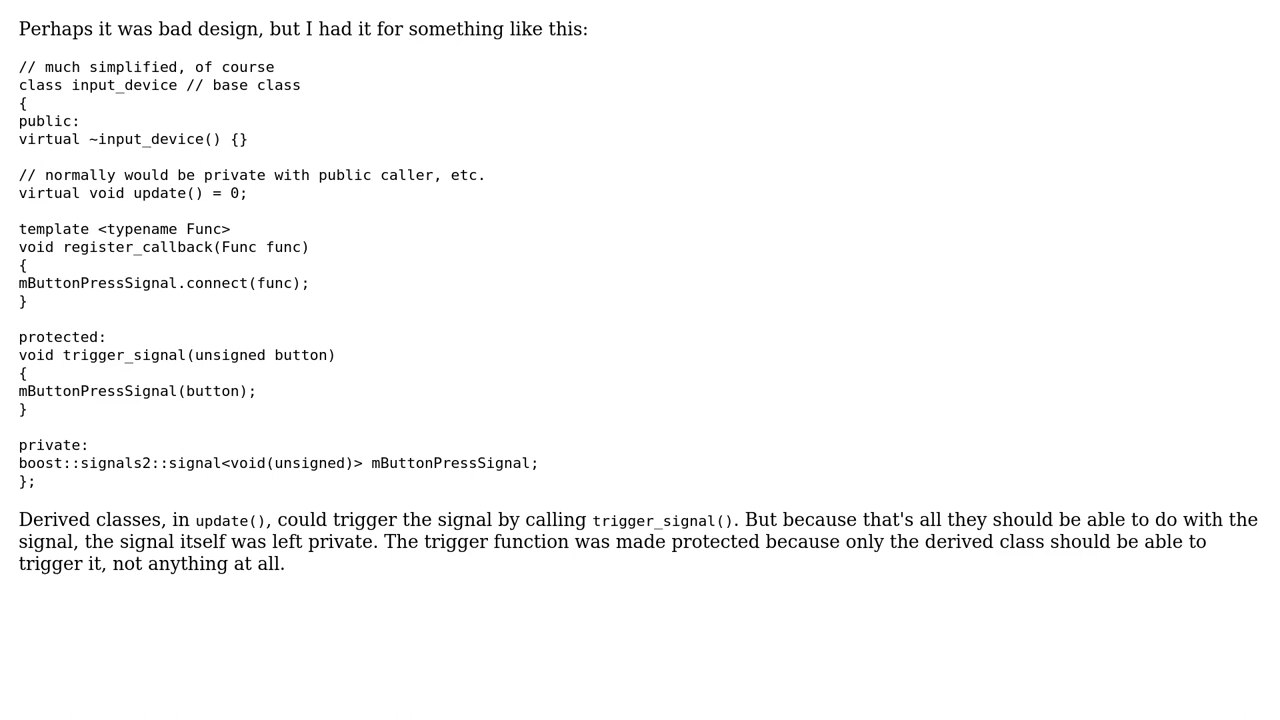 Perhaps it was bad design, but I had it for something like this:
// much simplified, of course
class input_device // base class
{
public:
virtual ~input_device() {}
// normally would be private with public caller, etc.
virtual void update() = 0;
template <typename Func>
void register_callback(Func func)
{
mButtonPressSignal.connect(func);
}
protected:
void trigger_signal(unsigned button)
{
mButtonPressSignal(button);
}
private:
boost::signals2::signal<void(unsigned)> mButtonPressSignal;
};
Derived classes, in update(), could trigger the signal by calling trigger_signal(). But because that's all they should be able to do with the
signal, the signal itself was left private. The trigger function was made protected because only the derived class should be able to
trigger it, not anything at all.